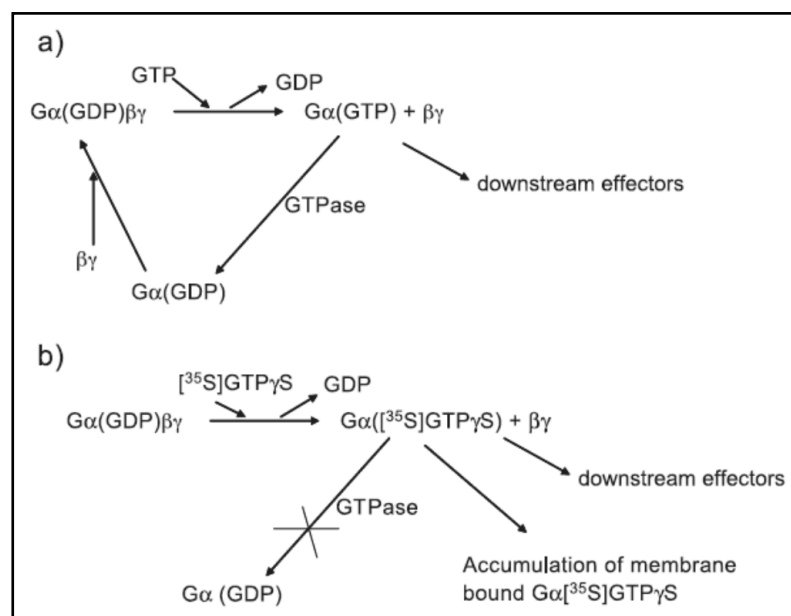 a)
GTP
GDP
Gα(GDP)βγ
Gα(GTP) + βγ
downstream effectors
GTPase
βγ
Gα(GDP)
b)
[³⁵S]GTPγS
GDP
Gα(GDP)βγ
Gα([³⁵S]GTPγS) + βγ
downstream effectors
GTPase
Accumulation of membrane
bound Gα[³⁵S]GTPγS
Gα (GDP)